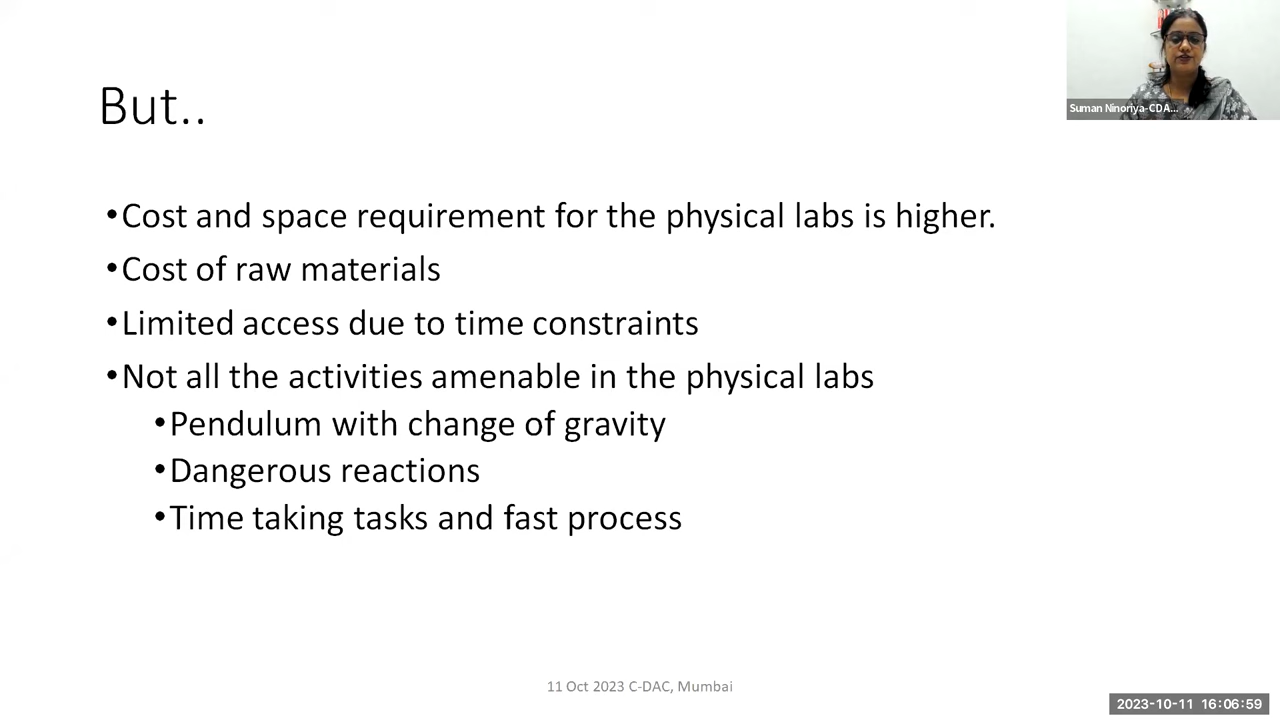 But..
Suman Ninoriya-CDA...
•Cost and space requirement for the physical labs is higher.
•Cost of raw materials
•Limited access due to time constraints
•Not all the activities amenable in the physical labs
•Pendulum with change of gravity
•Dangerous reactions
•Time taking tasks and fast process
11 Oct 2023 C-DAC, Mumbai
2023-10-11 16:06:59